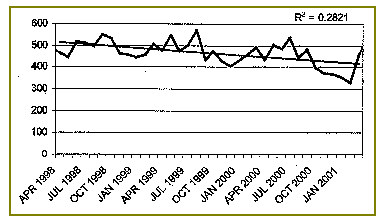 R² = 0.2821
600
500
400
300
200
100
0
APR 1998
JUL 1998
OCT 1998
JAN 1999
APR 1999
JUL 1999
OCT 1999
JAN 2000
APR 2000
JUL 2000
OCT 2000
JAN 2001